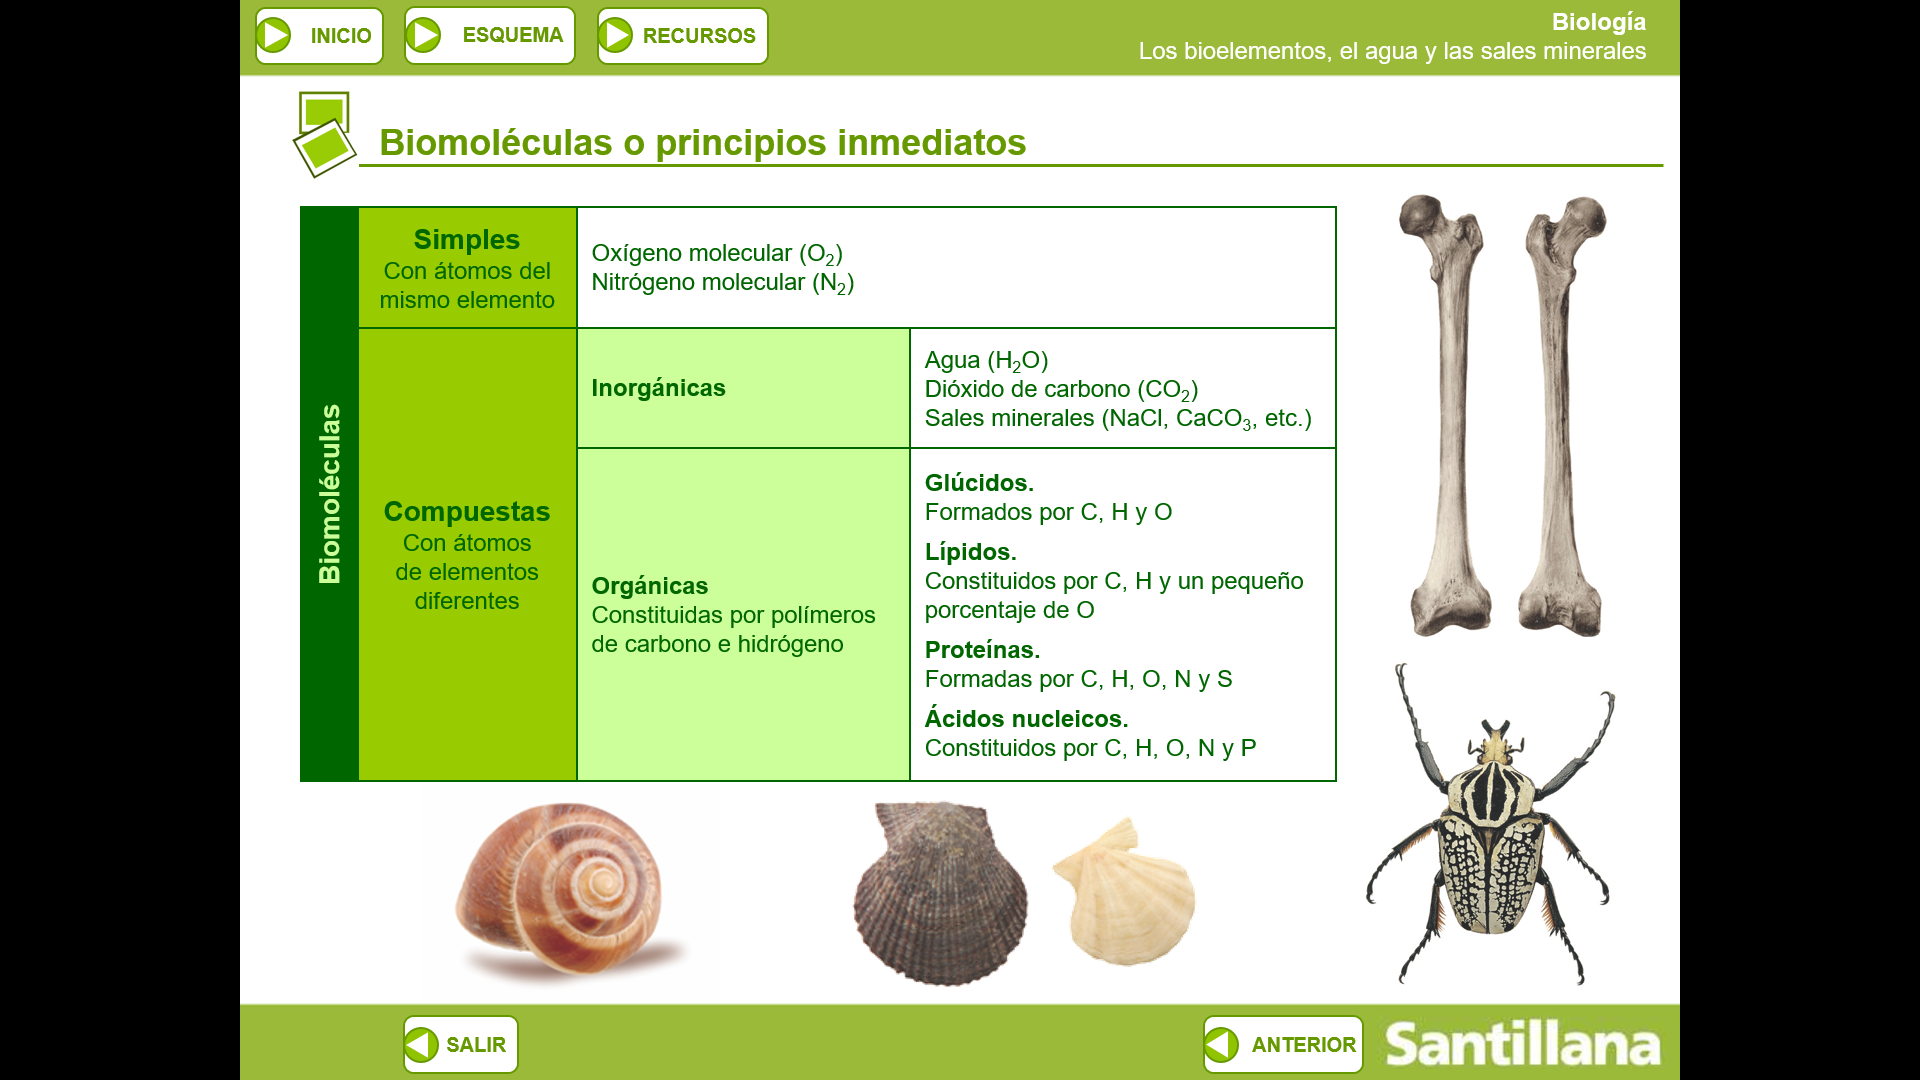 INICIO
ESQUEMA
RECURSOS
Biología
Los bioelementos, el agua y las sales minerales
Biomoléculas o principios inmediatos
Biomoléculas
Simples
Con átomos del
mismo elemento
Oxígeno molecular (O₂)
Nitrógeno molecular (N₂)
Compuestas
Con átomos
de elementos
diferentes
Inorgánicas
Agua (H₂O)
Dióxido de carbono (CO₂)
Sales minerales (NaCl, CaCO₃, etc.)
Orgánicas
Constituidas por polímeros
de carbono e hidrógeno
Glúcidos.
Formados por C, H y O
Lípidos.
Constituidos por C, H y un pequeño
porcentaje de O
Proteínas.
Formadas por C, H, O, N y S
Ácidos nucleicos.
Constituidos por C, H, O, N y P
SALIR
ANTERIOR
Santillana